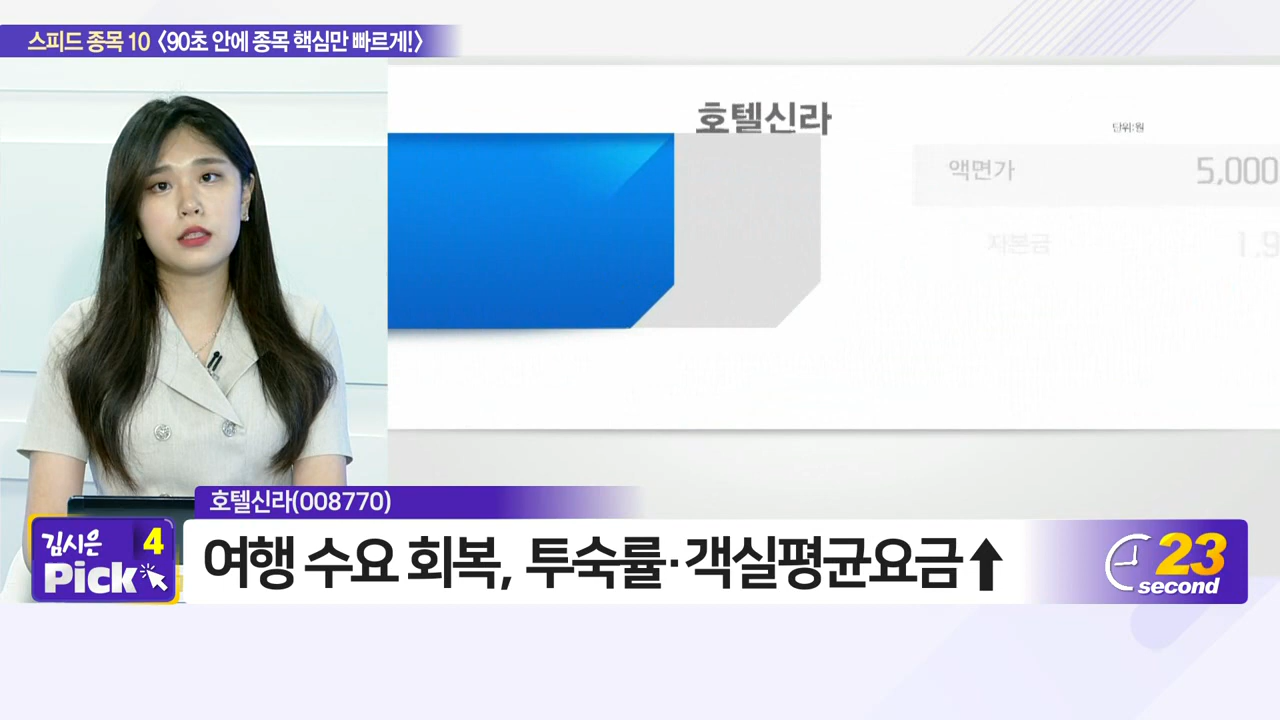 스피드 종목 10 〈90초 안에 종목 핵심만 빠르게!〉
호텔신라
단위:원
액면가 5,000
자본금 1,9
호텔신라(008770)
김시은 4
Pick
여행 수요 회복, 투숙률·객실평균요금↑
23
second